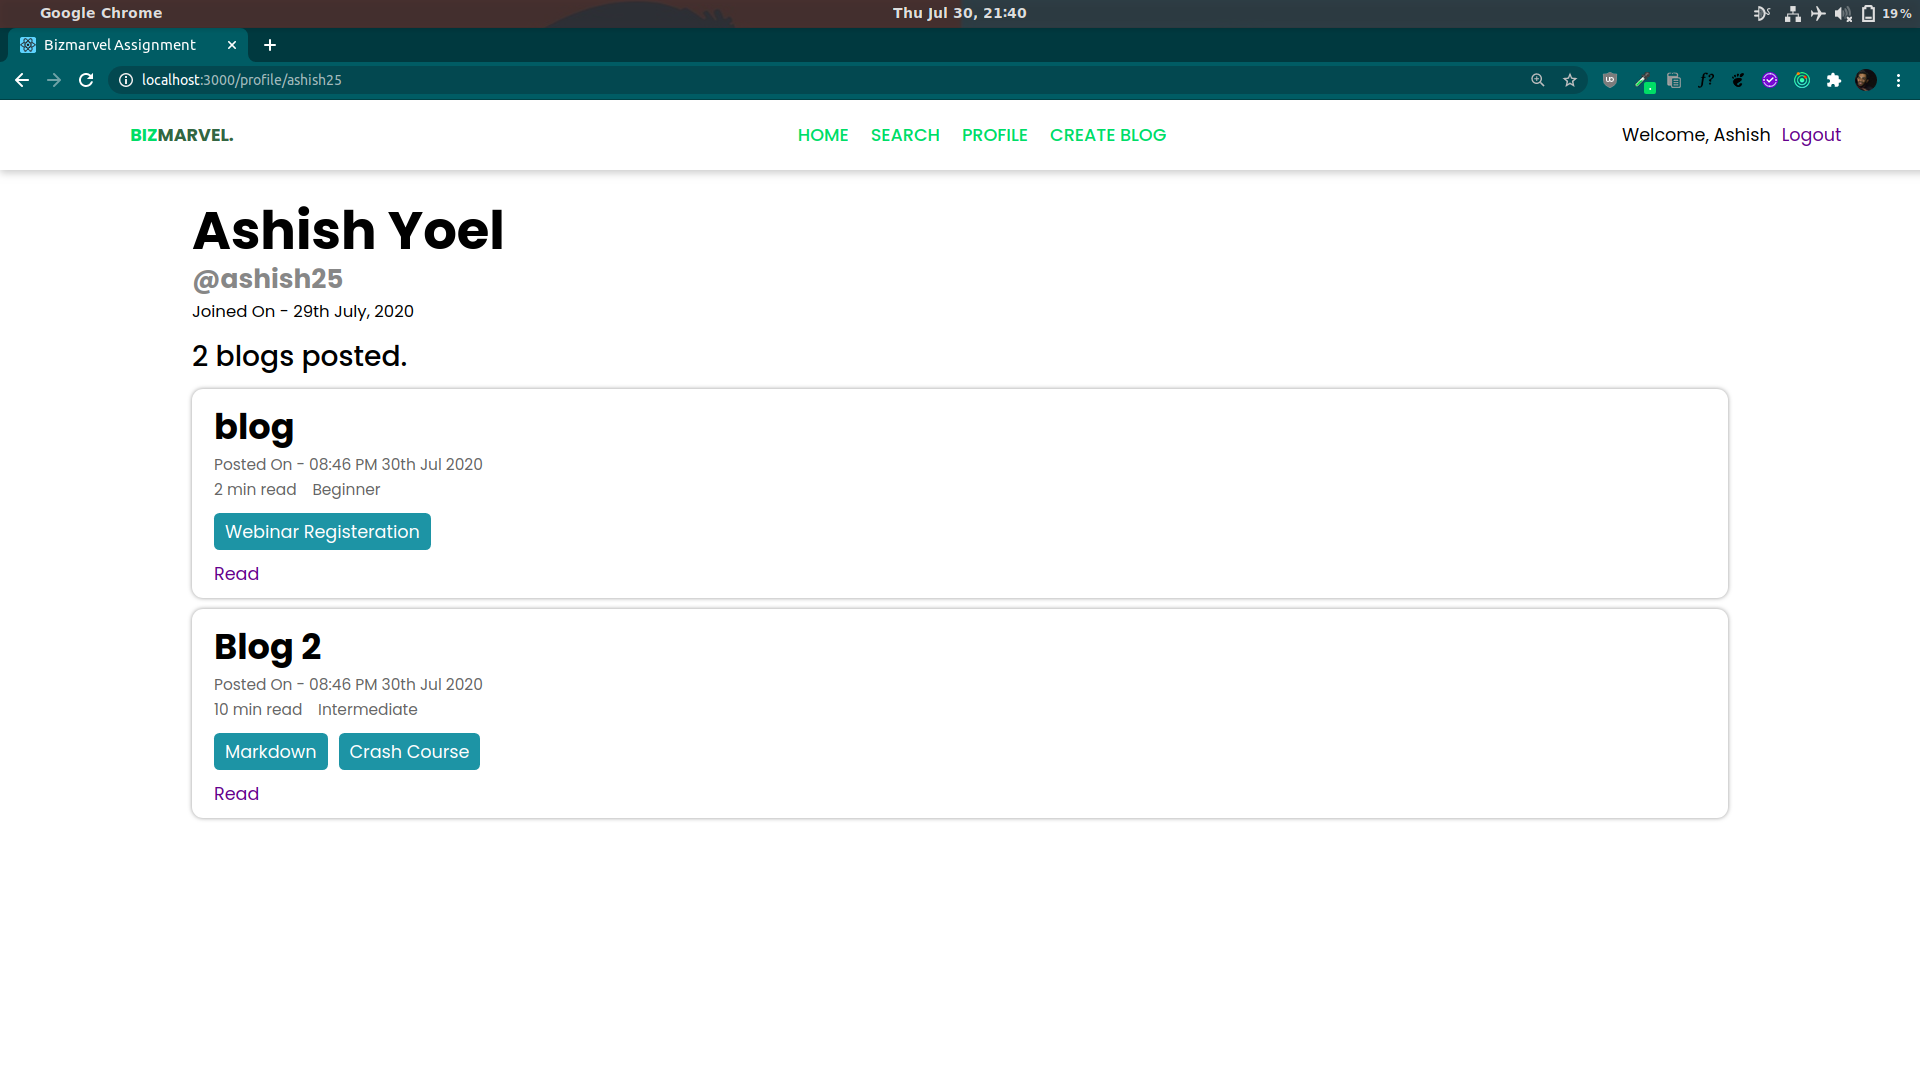 Google Chrome Thu Jul 30, 21:40 19%
Bizmarvel Assignment
localhost:3000/profile/ashish25
BIZMARVEL. HOME SEARCH PROFILE CREATE BLOG Welcome, Ashish Logout
Ashish Yoel
@ashish25
Joined On - 29th July, 2020
2 blogs posted.
blog
Posted On - 08:46 PM 30th Jul 2020
2 min read Beginner
Webinar Registeration
Read
Blog 2
Posted On - 08:46 PM 30th Jul 2020
10 min read Intermediate
Markdown Crash Course
Read